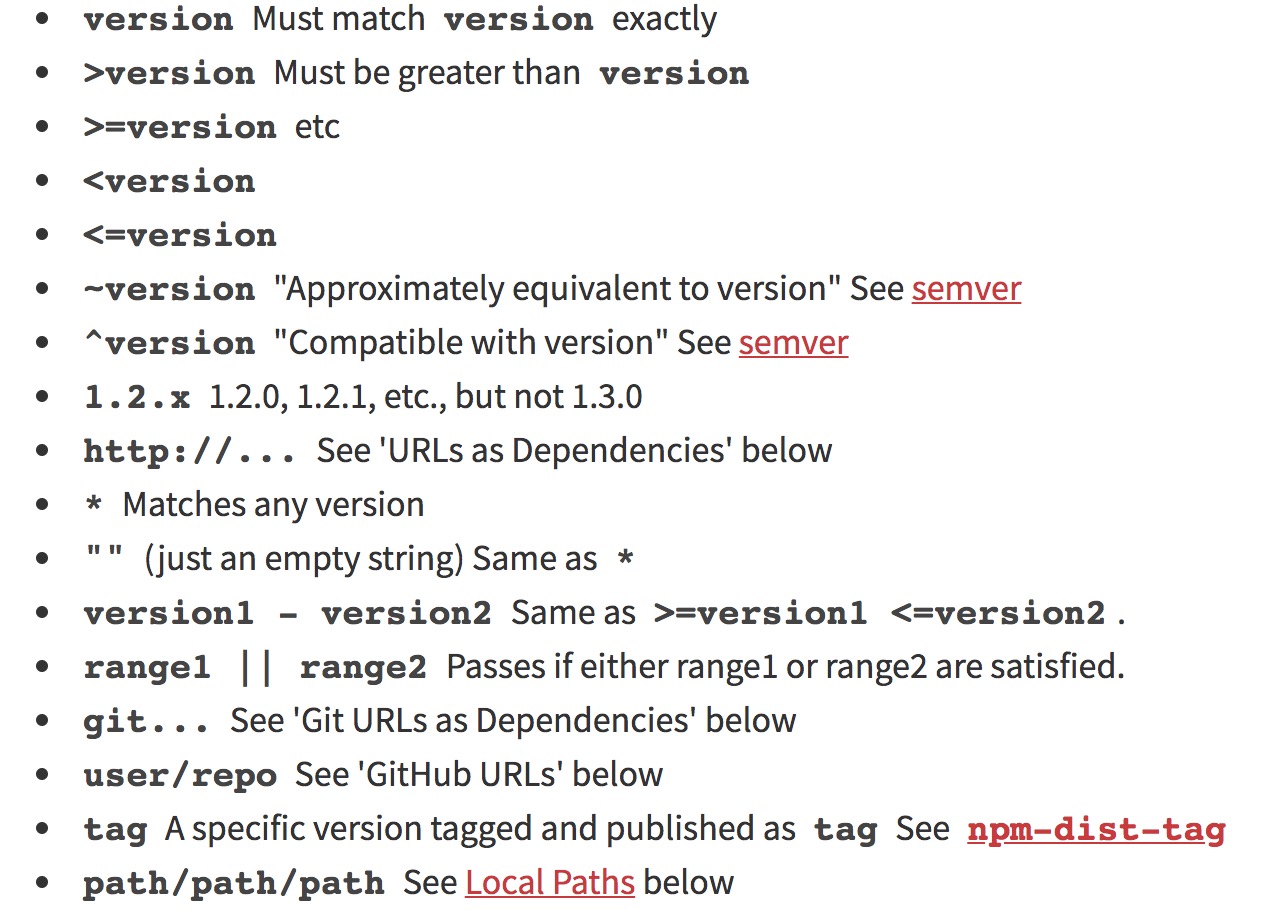 • version Must match version exactly
• >version Must be greater than version
• >=version etc
• <version
• <=version
• ~version "Approximately equivalent to version" See semver
• ^version "Compatible with version" See semver
• 1.2.x 1.2.0, 1.2.1, etc., but not 1.3.0
• http://... See 'URLs as Dependencies' below
• * Matches any version
• "" (just an empty string) Same as *
• version1 - version2 Same as >=version1 <=version2 .
• range1 || range2 Passes if either range1 or range2 are satisfied.
• git... See 'Git URLs as Dependencies' below
• user/repo See 'GitHub URLs' below
• tag A specific version tagged and published as tag See npm-dist-tag
• path/path/path See Local Paths below